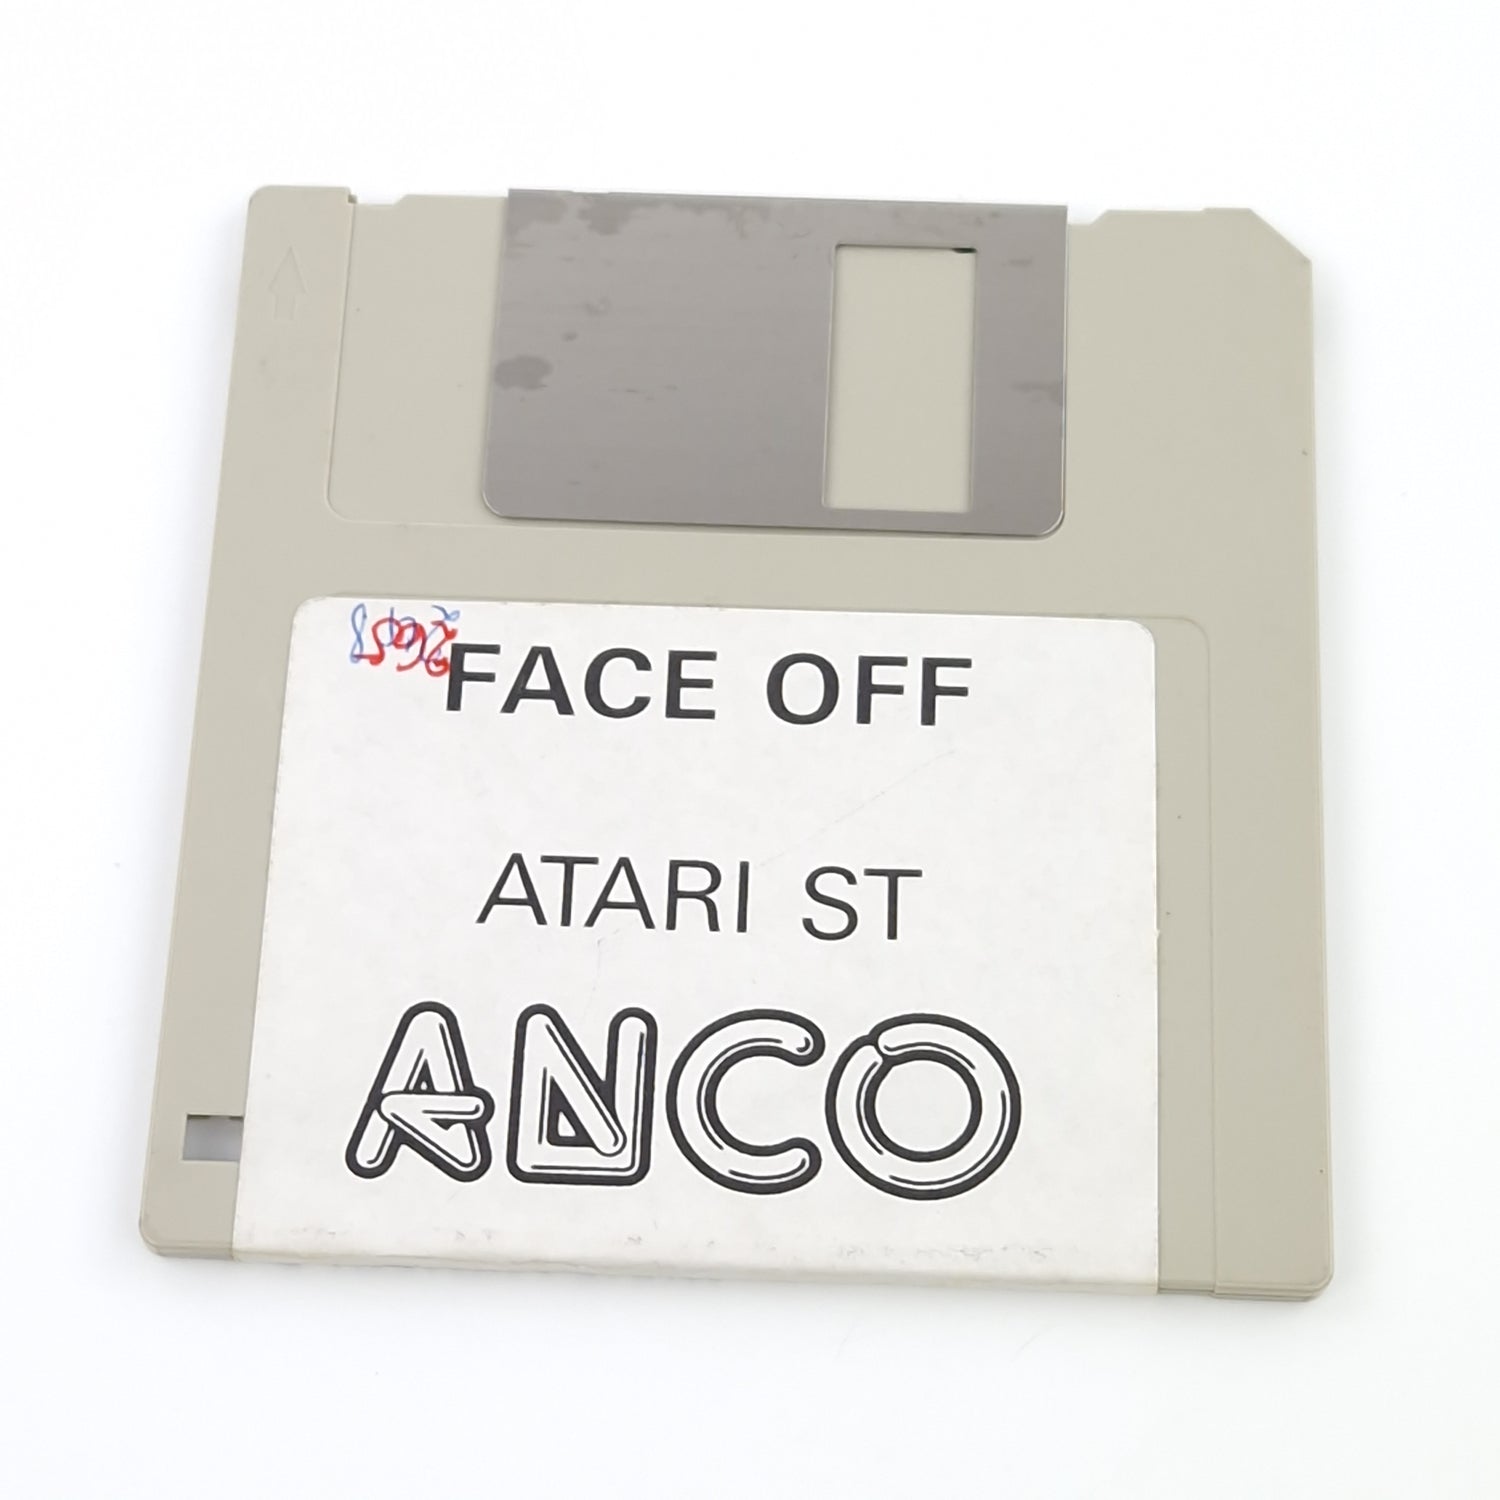 FACE OFF
ATARI ST
ANCO